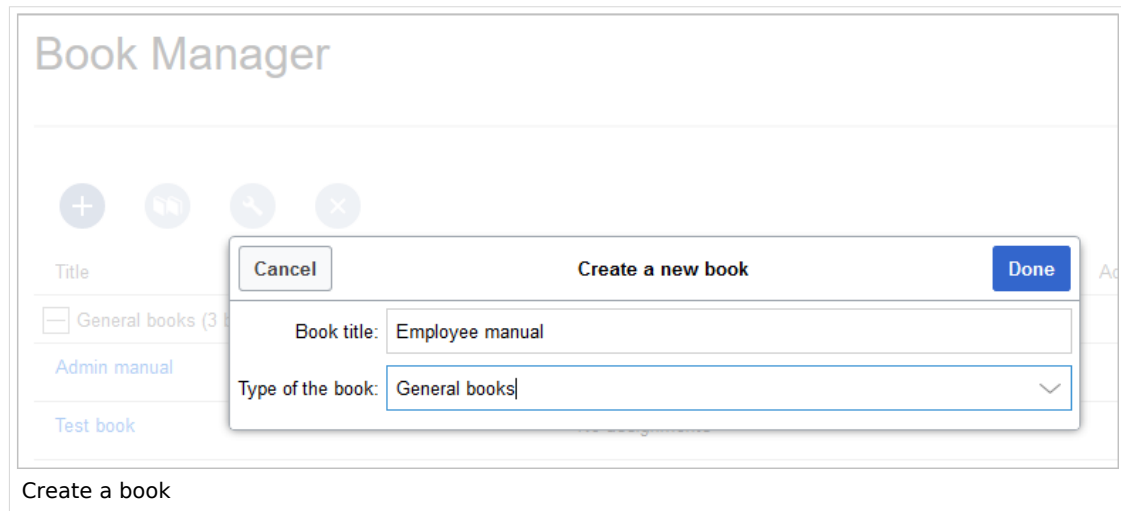 Book Manager
Cancel
Create a new book
Done
Title
General books (3
Book title: Employee manual
Admin manual
Type of the book: General books
Test book
Create a book